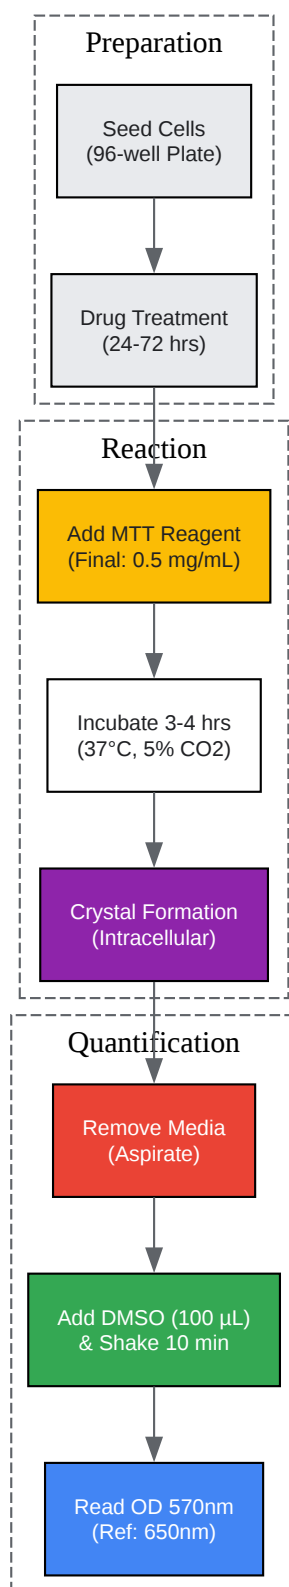 Preparation
Seed Cells
(96-well Plate)
Drug Treatment
(24-72 hrs)
Reaction
Add MTT Reagent
(Final: 0.5 mg/mL)
Incubate 3-4 hrs
(37°C, 5% CO2)
Crystal Formation
(Intracellular)
Quantification
Remove Media
(Aspirate)
Add DMSO (100 µL)
& Shake 10 min
Read OD 570nm
(Ref: 650nm)